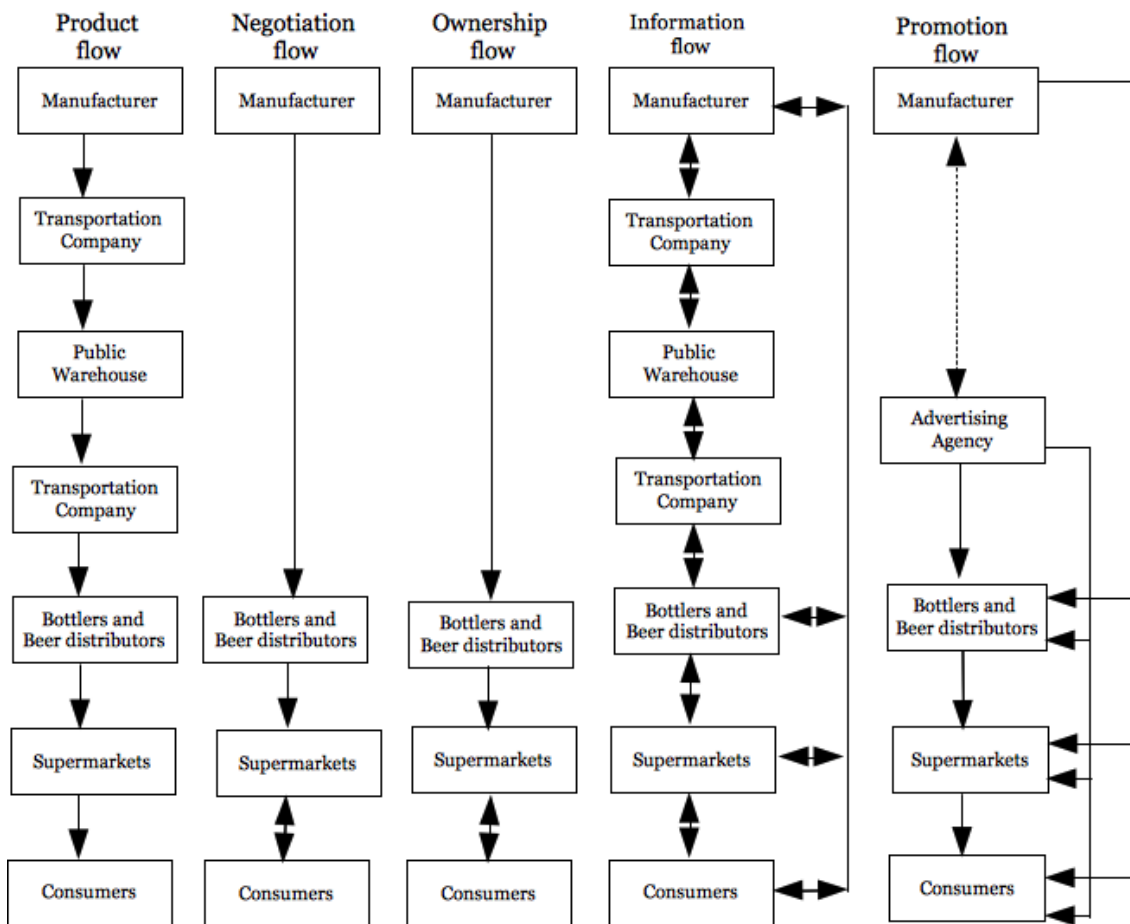 Product
flow
Manufacturer
Transportation
Company
Public
Warehouse
Transportation
Company
Bottlers and
Beer distributors
Supermarkets
Consumers
Negotiation
flow
Manufacturer
Bottlers and
Beer distributors
Supermarkets
Consumers
Ownership
flow
Manufacturer
Bottlers and
Beer distributors
Supermarkets
Consumers
Information
flow
Manufacturer
Transportation
Company
Public
Warehouse
Transportation
Company
Bottlers and
Beer distributors
Supermarkets
Consumers
Promotion
flow
Manufacturer
Advertising
Agency
Bottlers and
Beer distributors
Supermarkets
Consumers